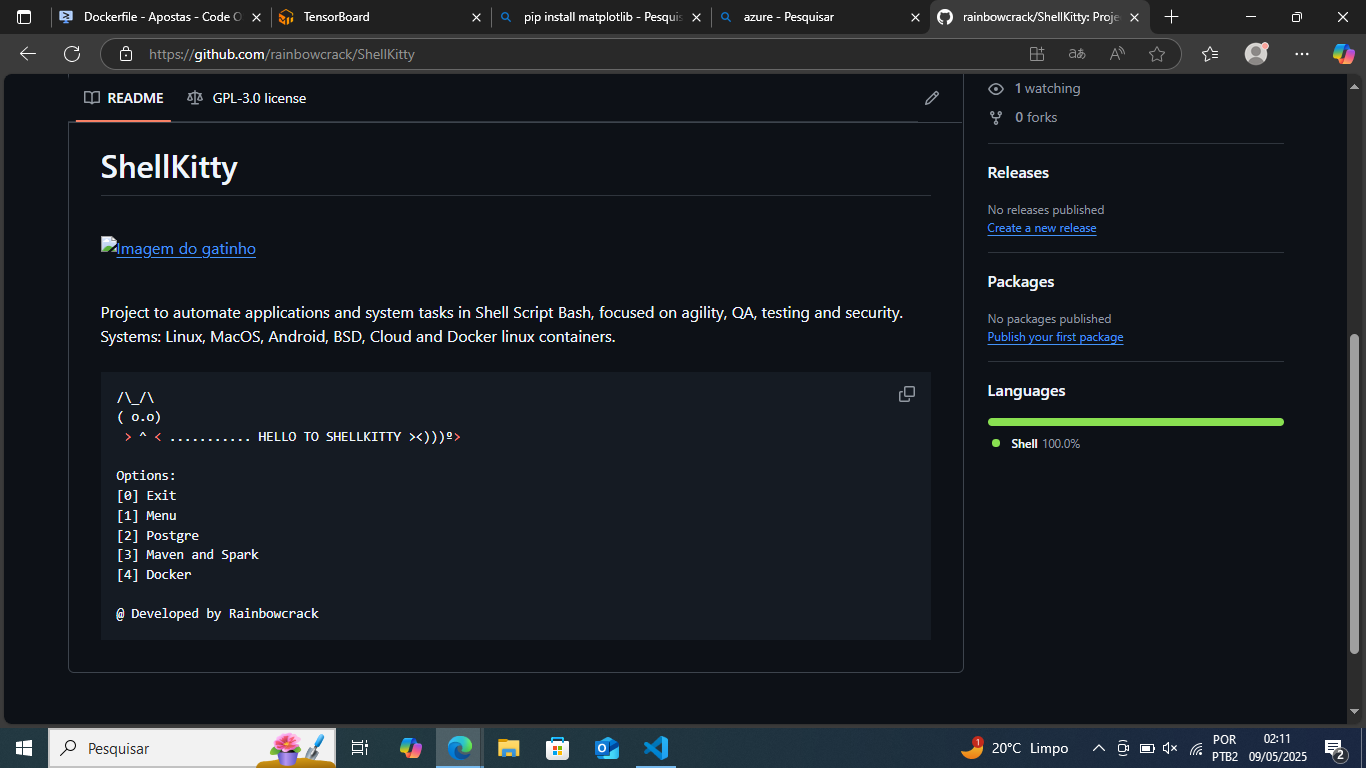 Dockerfile - Apostas - Code O
TensorBoard
pip install matplotlib - Pesquis
azure - Pesquisar
rainbowcrack/ShellKitty: Proje
https://github.com/rainbowcrack/ShellKitty
README
GPL-3.0 license
ShellKitty
Imagem do gatinho
Project to automate applications and system tasks in Shell Script Bash, focused on agility, QA, testing and security.
Systems: Linux, MacOS, Android, BSD, Cloud and Docker linux containers.
/\_/\
( o.o)
> ^ < ........... HELLO TO SHELLKITTY ><)))º>
Options:
[0] Exit
[1] Menu
[2] Postgre
[3] Maven and Spark
[4] Docker
@ Developed by Rainbowcrack
1 watching
0 forks
Releases
No releases published
Create a new release
Packages
No packages published
Publish your first package
Languages
Shell 100.0%
Pesquisar
1
20°C Limpo
POR
PTB2
02:11
09/05/2025
2